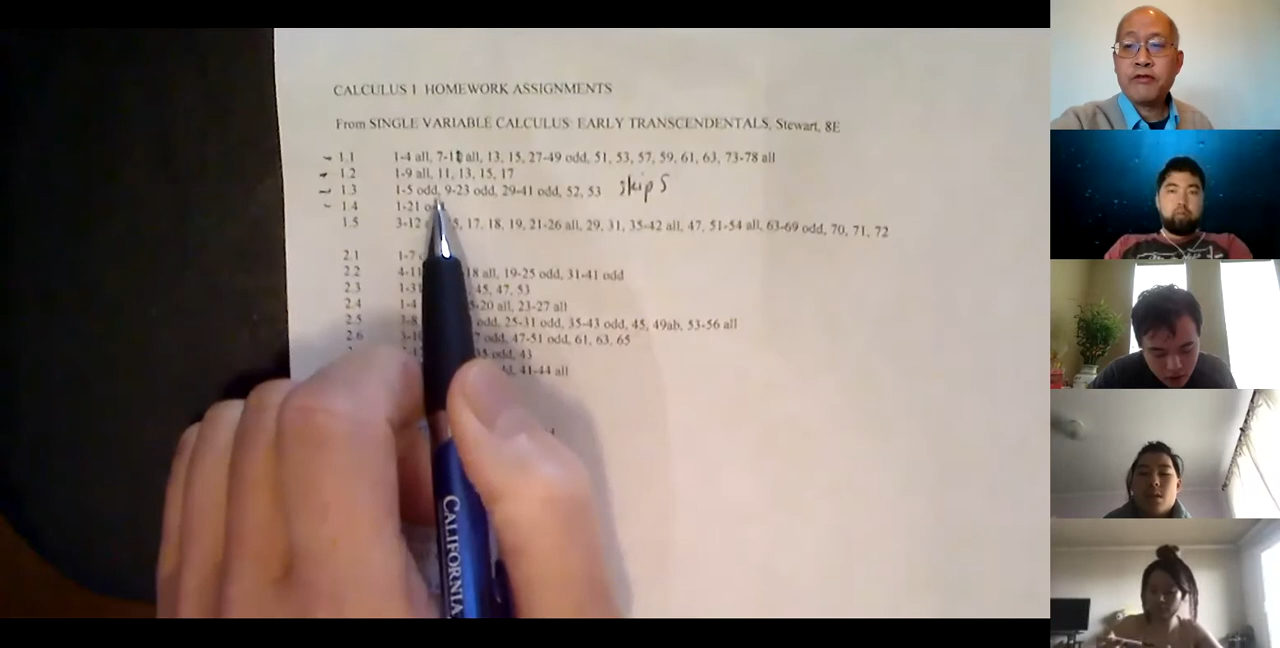 CALCULUS 1 HOMEWORK ASSIGNMENTS
From SINGLE VARIABLE CALCULUS: EARLY TRANSCENDENTALS, Stewart, 8E
1.1 1-4 all, 7-11 all, 13, 15, 27-49 odd, 51, 53, 57, 59, 61, 63, 73-78 all
1.2 1-9 all, 11, 13, 15, 17
1.3 1-5 odd, 9-23 odd, 29-41 odd, 52, 53 skip 5
1.4 1-21
1.5 3-12 17, 18, 19, 21-26 all, 29, 31, 35-42 all, 47, 51-54 all, 63-69 odd, 70, 71, 72
2.1 1-7
2.2 18 all, 19-25 odd, 31-41 odd
2.3 45, 47, 53
2.4 1-4 20 all, 23-27 all
2.5 3-8 odd, 25-31 odd, 35-43 odd, 45, 49ab, 53-56 all
2.6 odd, 47-51 odd, 61, 63, 65
odd, 43
41-44 all
CALIFORNIA